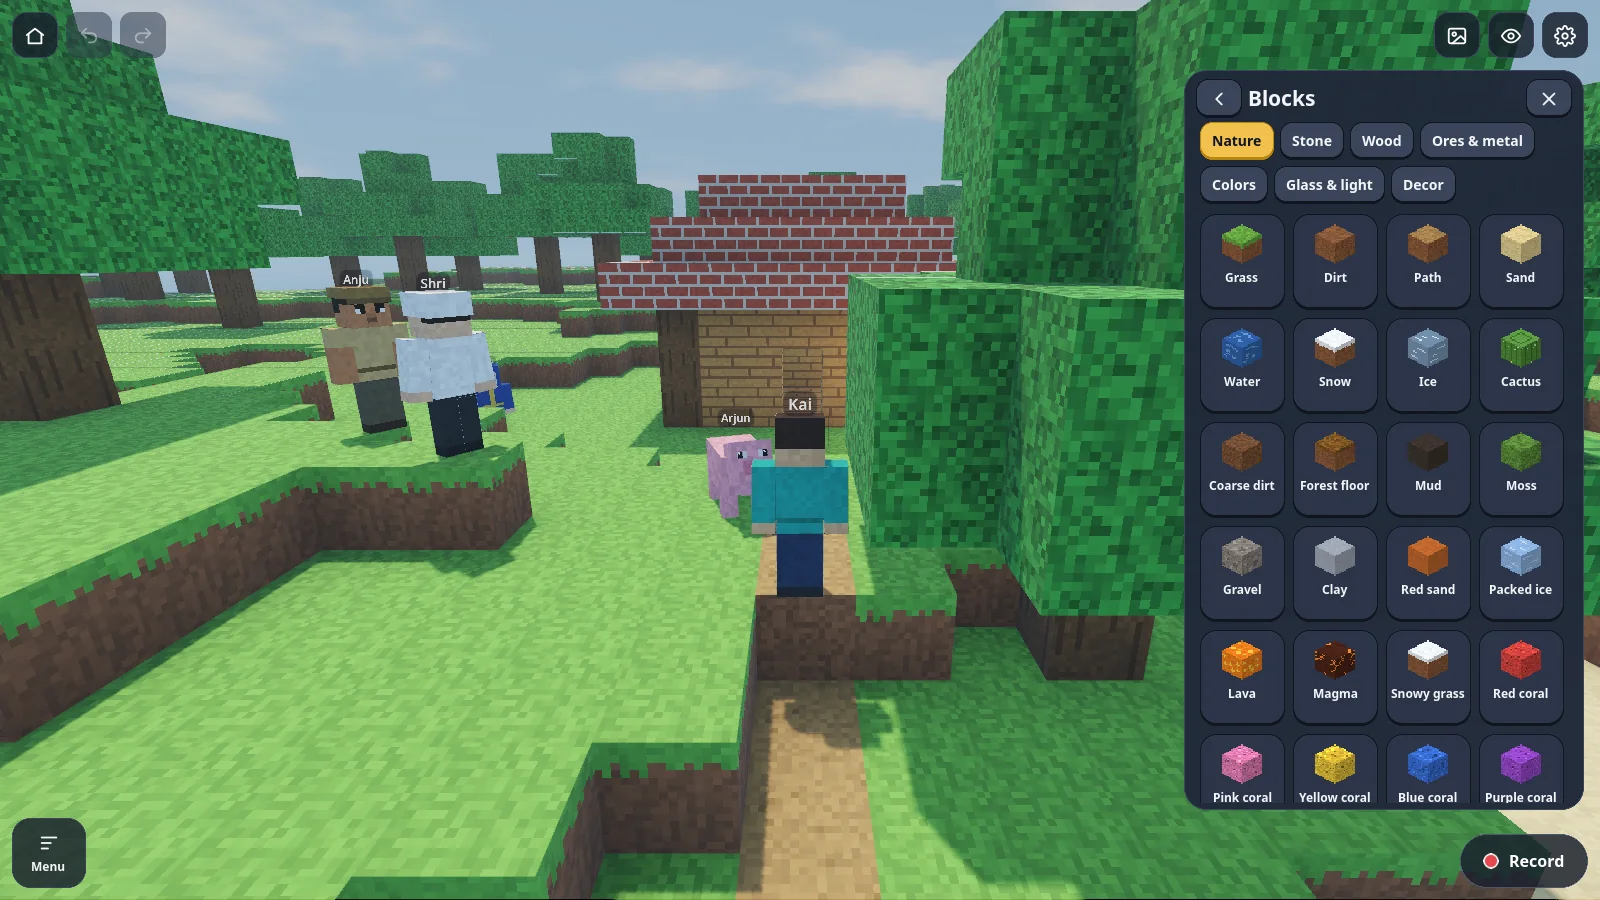 Blocks
Nature
Stone
Wood
Ores & metal
Colors
Glass & light
Decor
Grass
Dirt
Path
Sand
Water
Snow
Ice
Cactus
Coarse dirt
Forest floor
Mud
Moss
Gravel
Clay
Red sand
Packed ice
Lava
Magma
Snowy grass
Red coral
Pink coral
Yellow coral
Blue coral
Purple coral
Anju
Shri
Kai
Arjun
Menu
Record